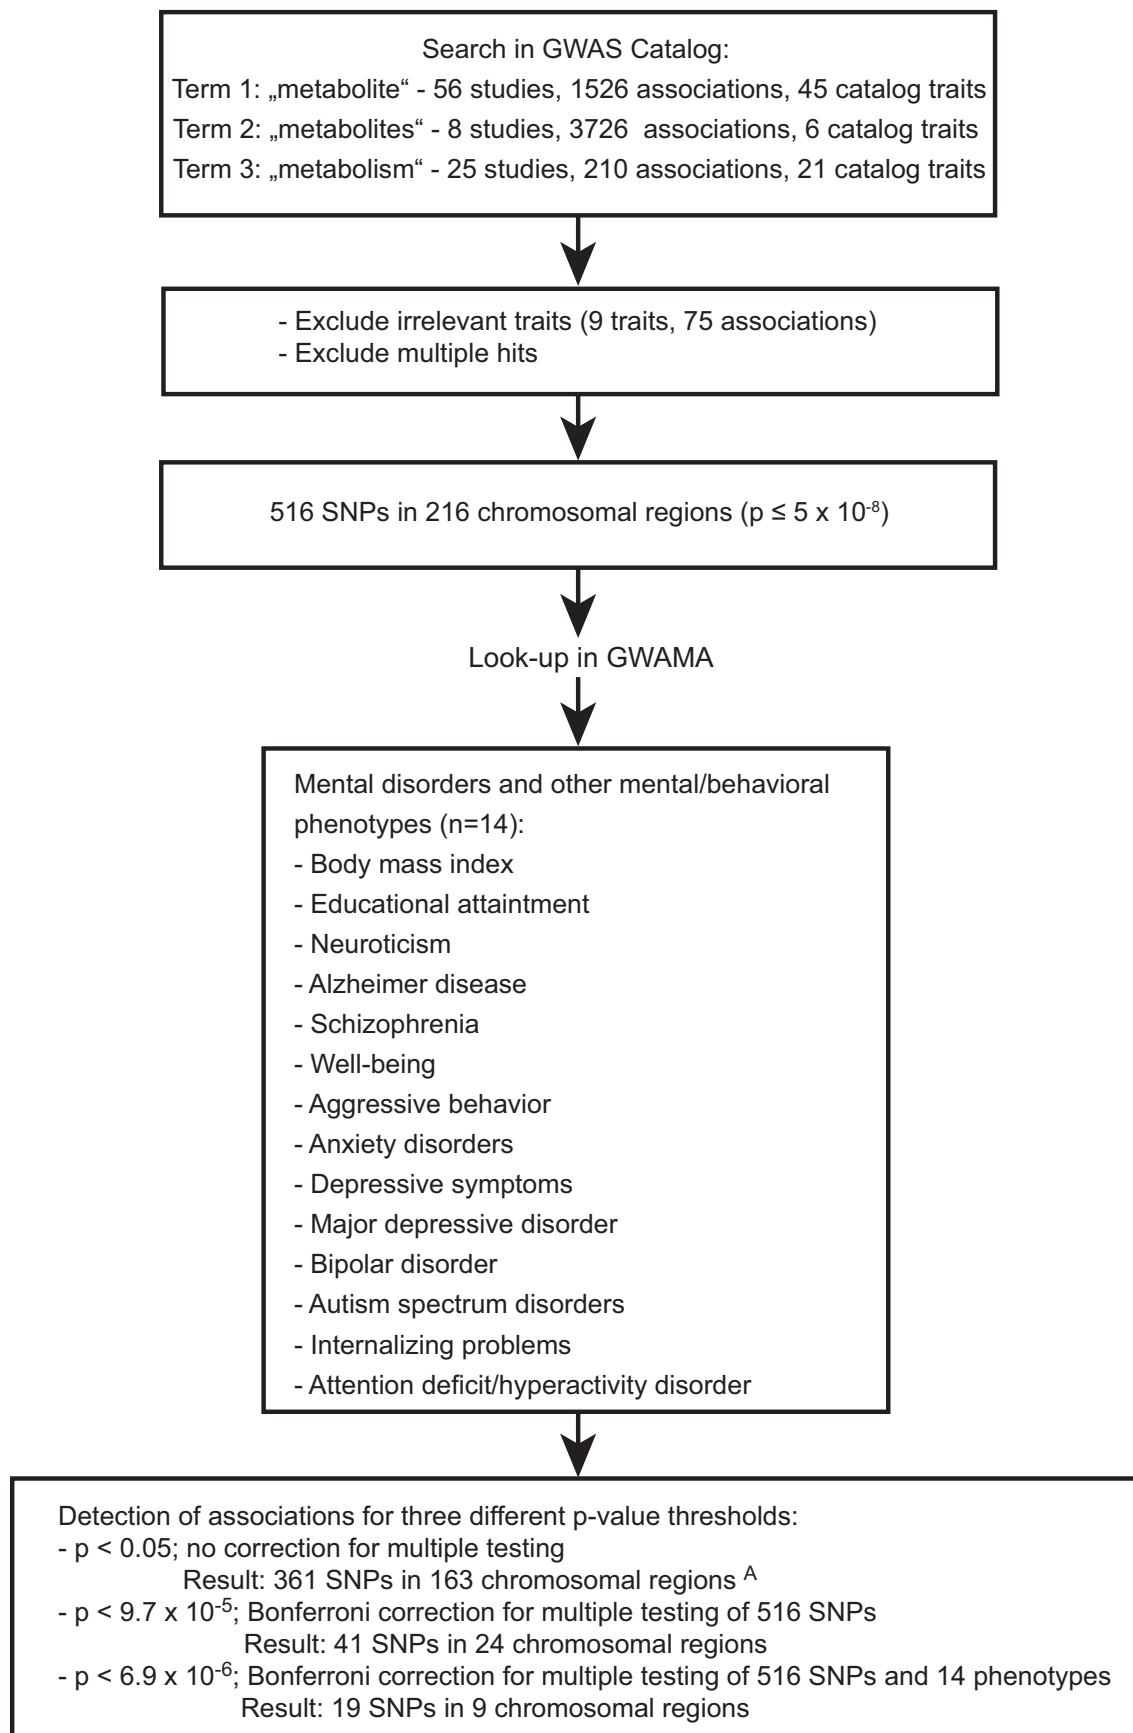 Search in GWAS Catalog:
Term 1: „metabolite“ - 56 studies, 1526 associations, 45 catalog traits
Term 2: „metabolites“ - 8 studies, 3726  associations, 6 catalog traits
Term 3: „metabolism“ - 25 studies, 210 associations, 21 catalog traits
- Exclude irrelevant traits (9 traits, 75 associations)
- Exclude multiple hits
516 SNPs in 216 chromosomal regions (p ≤ 5 x 10⁻⁸)
Look-up in GWAMA
Mental disorders and other mental/behavioral
phenotypes (n=14):
- Body mass index
- Educational attaintment
- Neuroticism
- Alzheimer disease
- Schizophrenia
- Well-being
- Aggressive behavior
- Anxiety disorders
- Depressive symptoms
- Major depressive disorder
- Bipolar disorder
- Autism spectrum disorders
- Internalizing problems
- Attention deficit/hyperactivity disorder
Detection of associations for three different p-value thresholds:
- p < 0.05; no correction for multiple testing
Result: 361 SNPs in 163 chromosomal regions ᴬ
- p < 9.7 x 10⁻⁵; Bonferroni correction for multiple testing of 516 SNPs
Result: 41 SNPs in 24 chromosomal regions
- p < 6.9 x 10⁻⁶; Bonferroni correction for multiple testing of 516 SNPs and 14 phenotypes
Result: 19 SNPs in 9 chromosomal regions